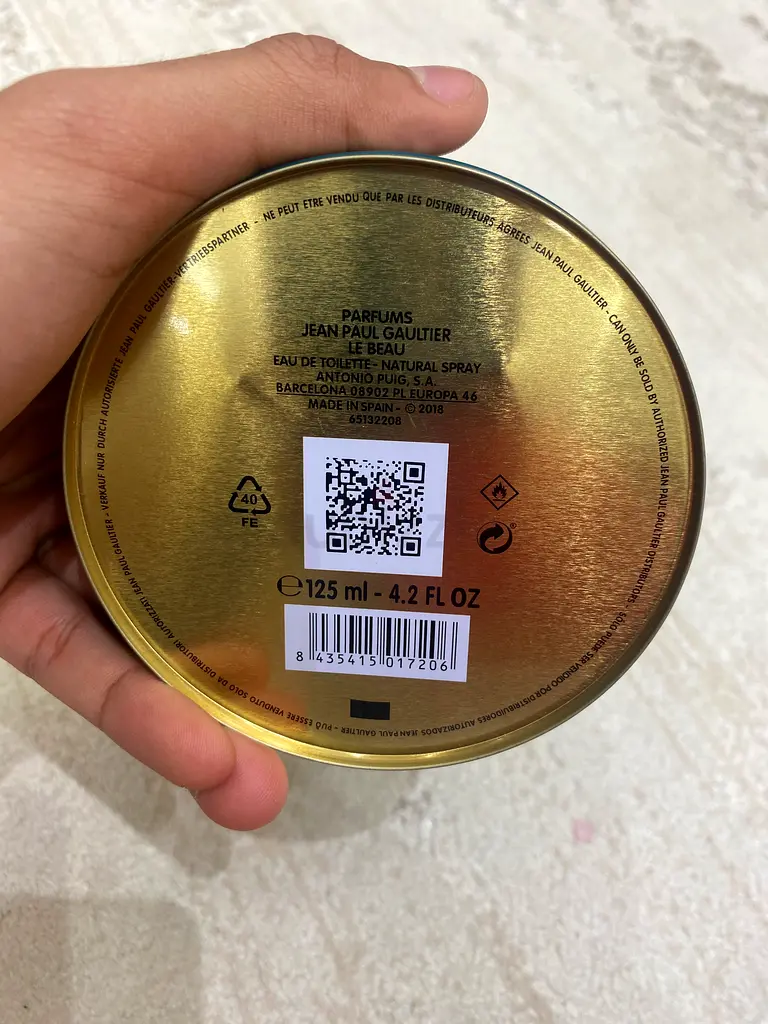 NE PEUT ETRE VENDU QUE PAR LES DISTRIBUTEURS AGREES JEAN PAUL GAULTIER - CAN ONLY BE SOLD BY AUTHORIZED JEAN PAUL GAULTIER DISTRIBUTORS - SOLO PUEDE SER VENDIDO POR DISTRIBUIDORES AUTORIZADOS JEAN PAUL GAULTIER - PUÒ ESSERE VENDUTO SOLO DA DISTRIBUTORI AUTORIZZATI JEAN PAUL GAULTIER - VERKAUF NUR DURCH AUTORISIERTE JEAN PAUL GAULTIER-VERTRIEBSPARTNER -
PARFUMS
JEAN PAUL GAULTIER
LE BEAU
EAU DE TOILETTE - NATURAL SPRAY
ANTONIO PUIG, S.A.
BARCELONA 08902 PL EUROPA 46
MADE IN SPAIN - © 2018
65132208
40
FE
®
℮125 ml - 4.2 FL OZ
8 435415 017206